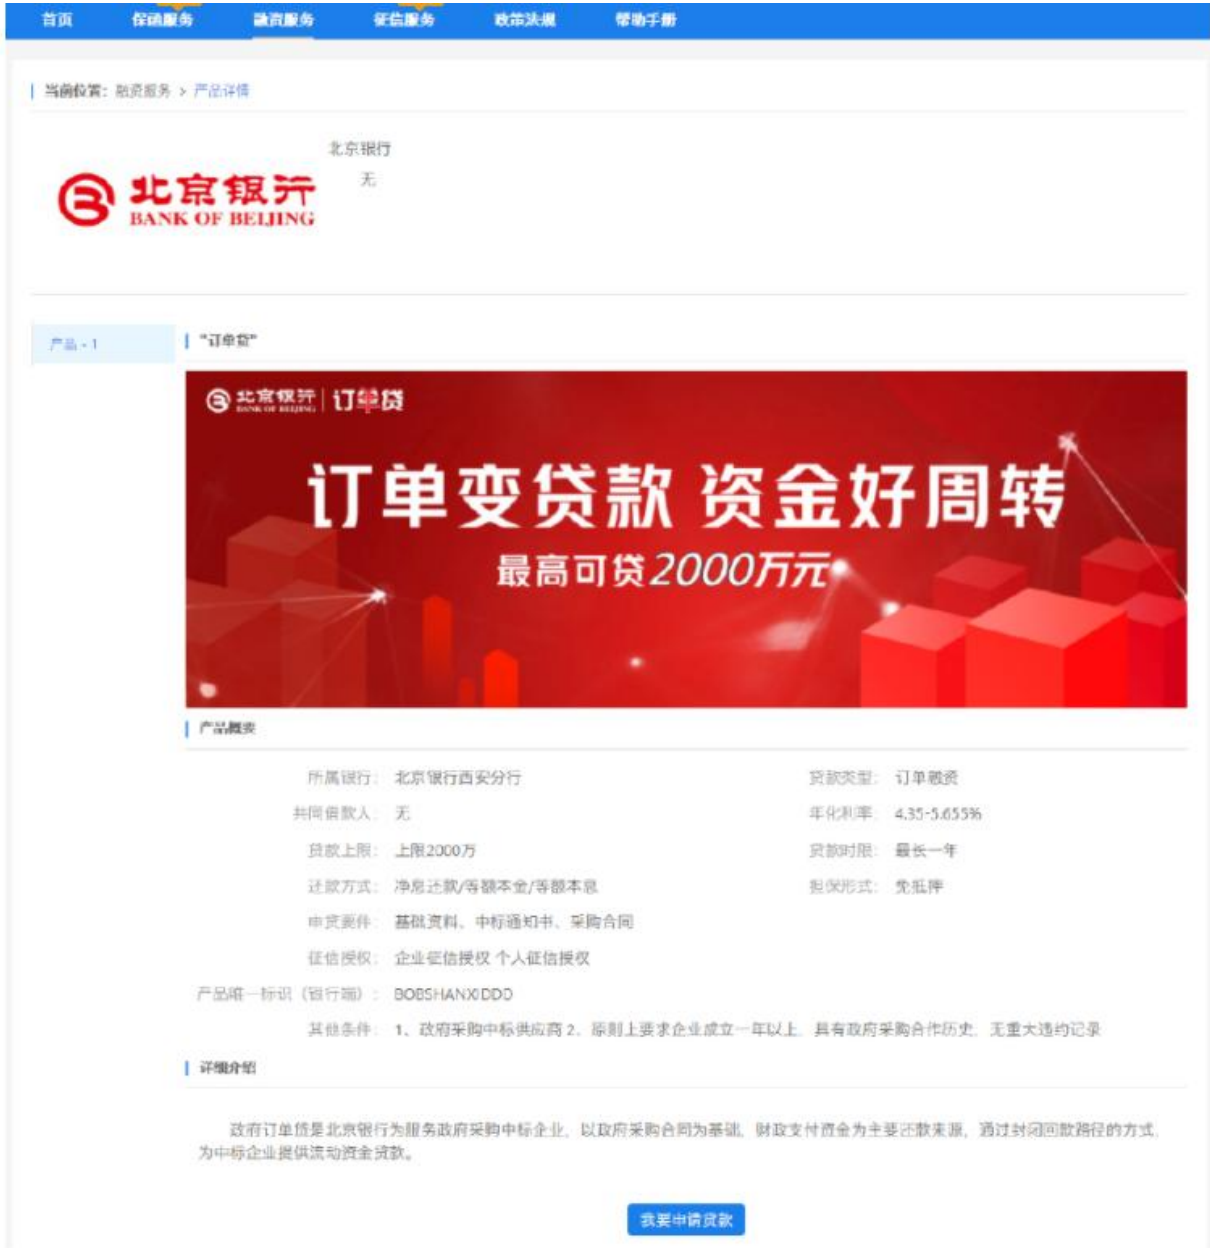 首页 保函服务 融资服务 征信服务 政策法规 帮助手册
当前位置：融资服务 > 产品详情
北京银行
无
北京银行
BANK OF BEIJING
产品 - 1
"订单贷"
北京银行 BANK OF BEIJING 订单贷
订单变贷款 资金好周转
最高可贷2000万元
产品概要
所属银行： 北京银行西安分行 贷款类型： 订单融资
共同借款人： 无 年化利率： 4.35-5.655%
贷款上限： 上限2000万 贷款时限： 最长一年
还款方式： 净息还款/等额本金/等额本息 担保形式： 免抵押
申贷要件： 基础资料、中标通知书、采购合同
征信授权： 企业征信授权 个人征信授权
产品唯一标识（银行端）： BOBSHANXIDDD
其他条件： 1、政府采购中标供应商 2、原则上要求企业成立一年以上，具有政府采购合作历史，无重大违约记录
详细介绍
政府订单贷是北京银行为服务政府采购中标企业，以政府采购合同为基础，财政支付资金为主要还款来源，通过封闭回款路径的方式，
为中标企业提供流动资金贷款。
我要申请贷款